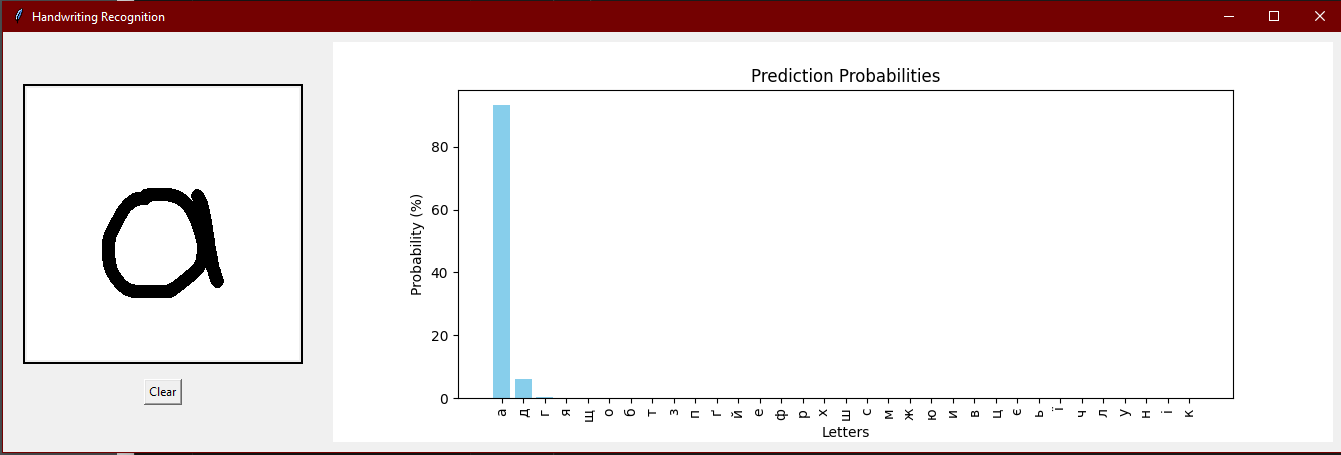 Handwriting Recognition
Prediction Probabilities
a
Probability (%)
80
60
40
20
0
а д г я щ о б т з п ґ й е ф р х ш с м ж ю и в ц є ь ї ч л у н і к
Letters
Clear